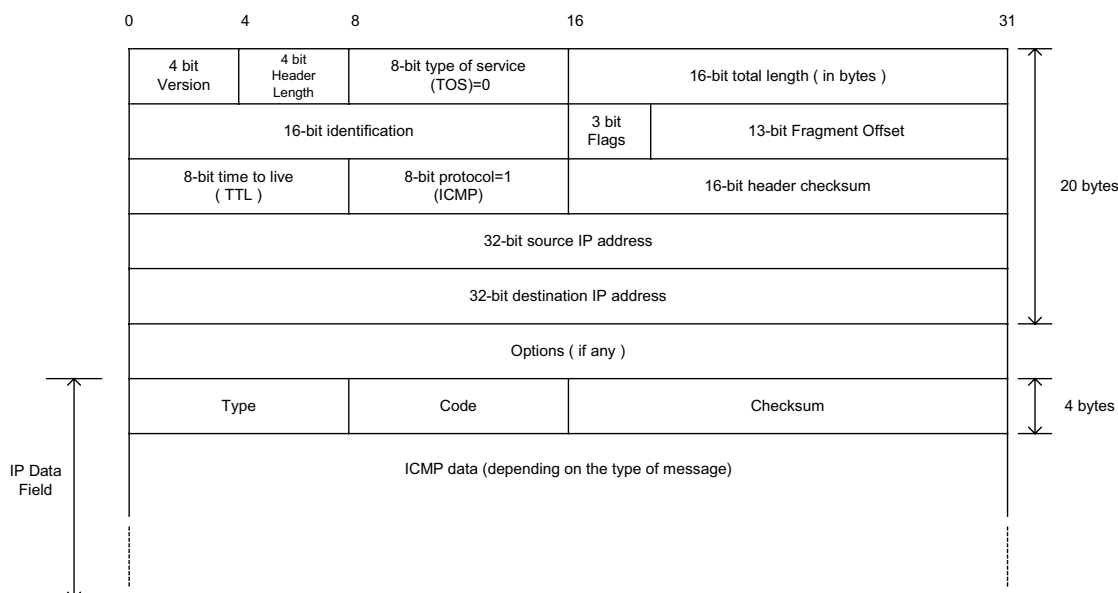 0 4 8 16 31
4 bit
Version
4 bit
Header
Length
8-bit type of service
(TOS)=0
16-bit total length ( in bytes )
16-bit identification
3 bit
Flags
13-bit Fragment Offset
8-bit time to live
( TTL )
8-bit protocol=1
(ICMP)
16-bit header checksum
20 bytes
32-bit source IP address
32-bit destination IP address
Options ( if any )
Type
Code
Checksum
4 bytes
IP Data
Field
ICMP data (depending on the type of message)